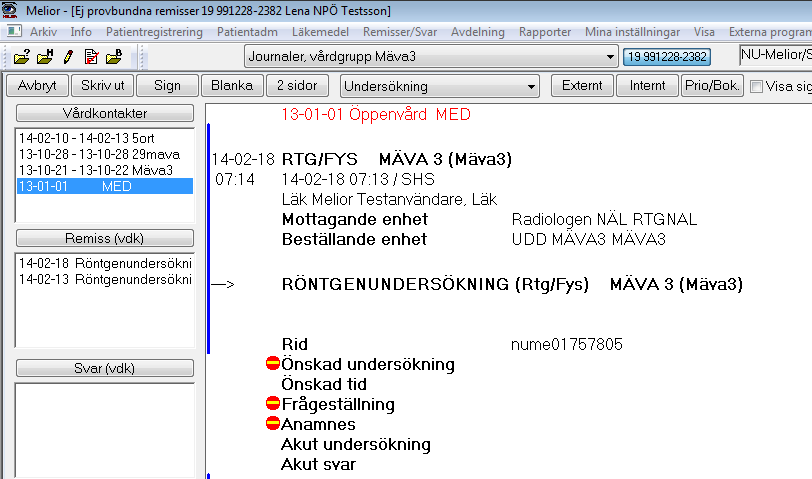 Melior - [Ej provbundna remisser 19 991228-2382 Lena NPÖ Testsson]
Arkiv Info Patientregistrering Patientadm Läkemedel Remisser/Svar Avdelning Rapporter Mina inställningar Visa Externa program
Journaler, vårdgrupp Mäva3 19 991228-2382 NU-Melior/S
Avbryt Skriv ut Sign Blanka 2 sidor Undersökning Externt Internt Prio/Bok. Visa sig
Vårdkontakter
14-02-10 - 14-02-13 5ort
13-10-28 - 13-10-28 29mava
13-10-21 - 13-10-22 Mäva3
13-01-01 MED
Remiss (vdk)
14-02-18 Röntgenundersökni
14-02-13 Röntgenundersökni
Svar (vdk)
13-01-01 Öppenvård MED
14-02-18 RTG/FYS MÄVA 3 (Mäva3)
07:14 14-02-18 07:13 / SHS
Läk Melior Testanvändare, Läk
Mottagande enhet Radiologen NÄL RTGNAL
Beställande enhet UDD MÄVA3 MÄVA3
---> RÖNTGENUNDERSÖKNING (Rtg/Fys) MÄVA 3 (Mäva3)
Rid nume01757805
Önskad undersökning
Önskad tid
Frågeställning
Anamnes
Akut undersökning
Akut svar